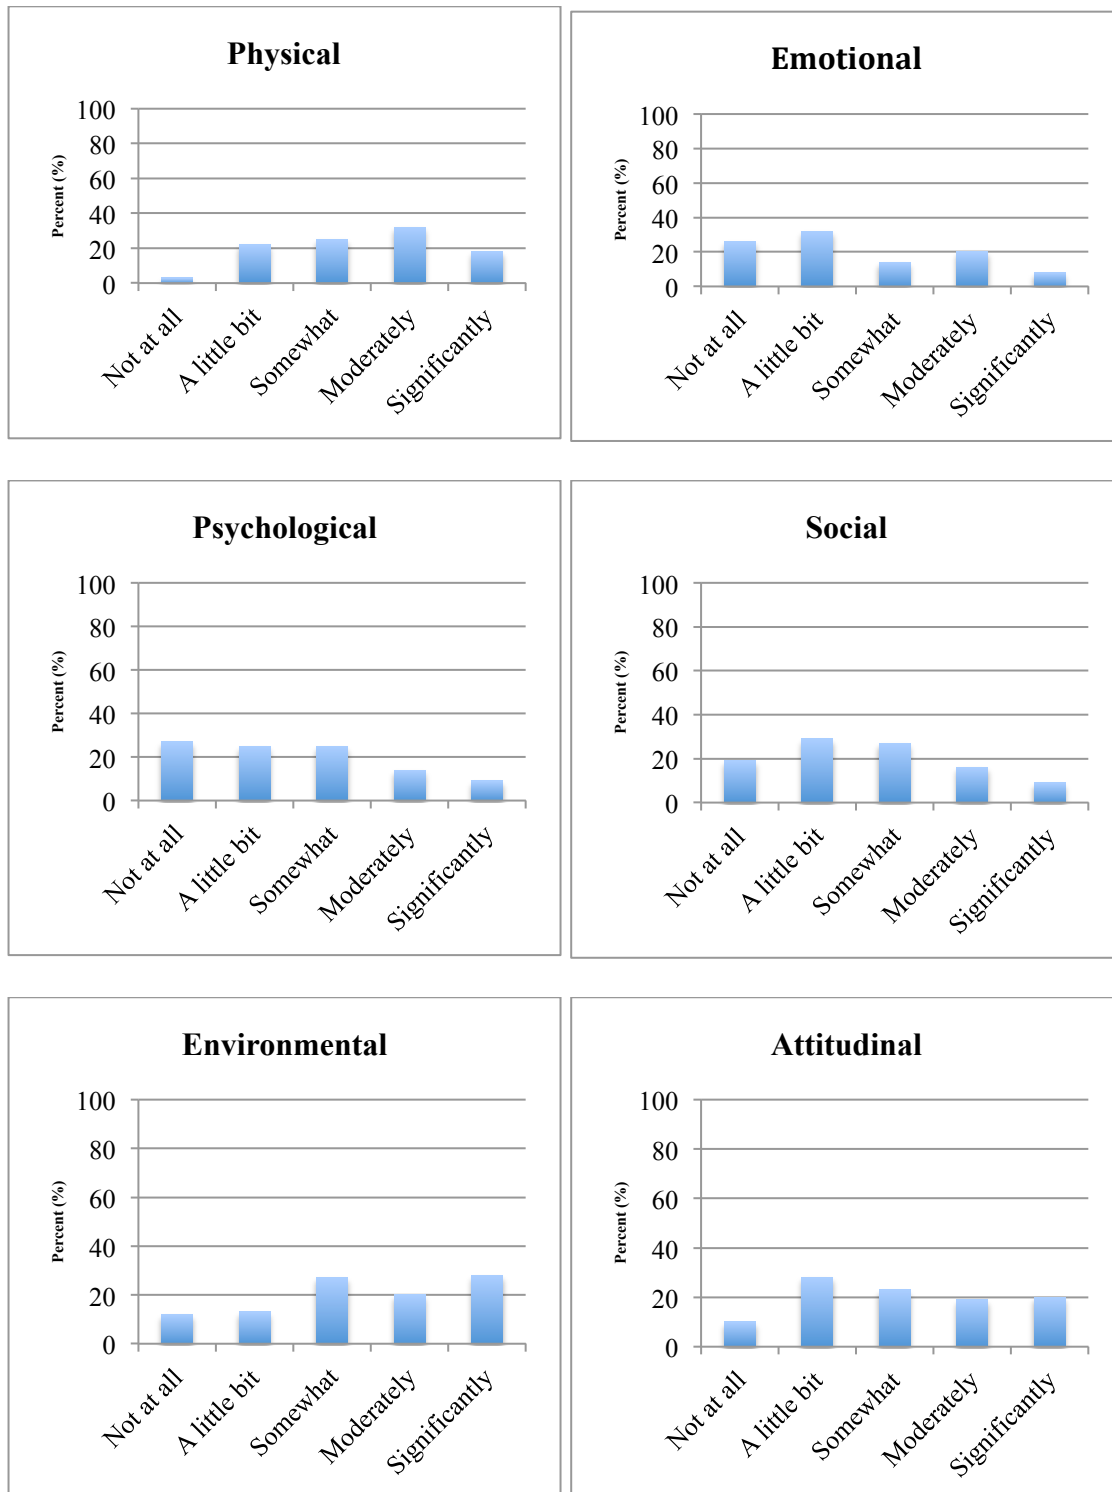 Physical
Percent (%)
100
80
60
40
20
0
Not at all
A little bit
Somewhat
Moderately
Significantly
Emotional
Percent (%)
100
80
60
40
20
0
Not at all
A little bit
Somewhat
Moderately
Significantly
Psychological
Percent (%)
100
80
60
40
20
0
Not at all
A little bit
Somewhat
Moderately
Significantly
Social
Percent (%)
100
80
60
40
20
0
Not at all
A little bit
Somewhat
Moderately
Significantly
Environmental
Percent (%)
100
80
60
40
20
0
Not at all
A little bit
Somewhat
Moderately
Significantly
Attitudinal
Percent (%)
100
80
60
40
20
0
Not at all
A little bit
Somewhat
Moderately
Significantly